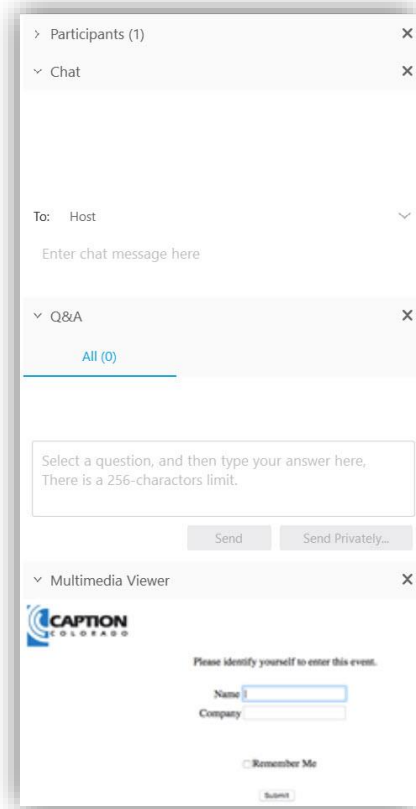 Participants (1)
Chat
To: Host
Enter chat message here
Q&A
All (0)
Select a question, and then type your answer here,
There is a 256-charactors limit.
Send Send Privately...
Multimedia Viewer
CAPTION
COLORADO
Please identify yourself to enter this event.
Name
Company
Remember Me
Submit